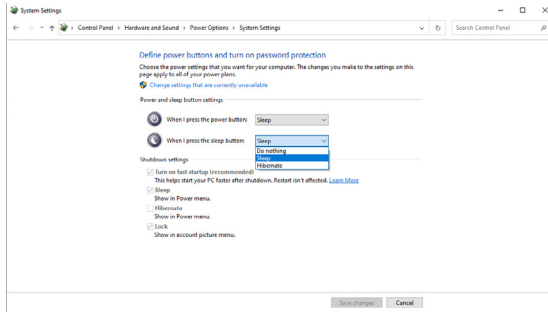 System Settings
Control Panel > Hardware and Sound > Power Options > System Settings
Search Control Panel
Define power buttons and turn on password protection
Choose the power settings that you want for your computer. The changes you make to the settings on this
page apply to all of your power plans.
Change settings that are currently unavailable
Power and sleep button settings
When I press the power button: Sleep
When I press the sleep button: Sleep
Do nothing
Sleep
Hibernate
Shutdown settings
Turn on fast startup (recommended)
This helps start your PC faster after shutdown. Restart isn't affected. Learn More
Sleep
Show in Power menu.
Hibernate
Show in Power menu.
Lock
Show in account picture menu.
Save changes Cancel